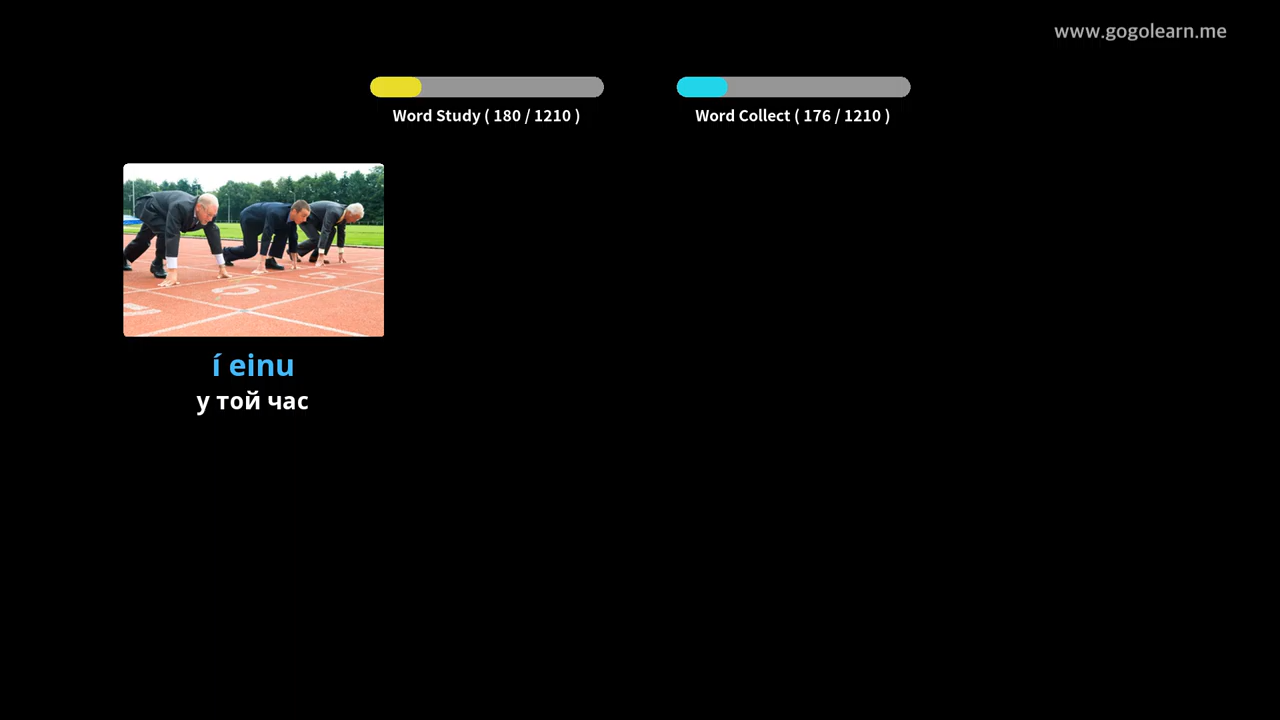 www.gogolearn.me
Word Study ( 180 / 1210 )
Word Collect ( 176 / 1210 )
í einu
у той час